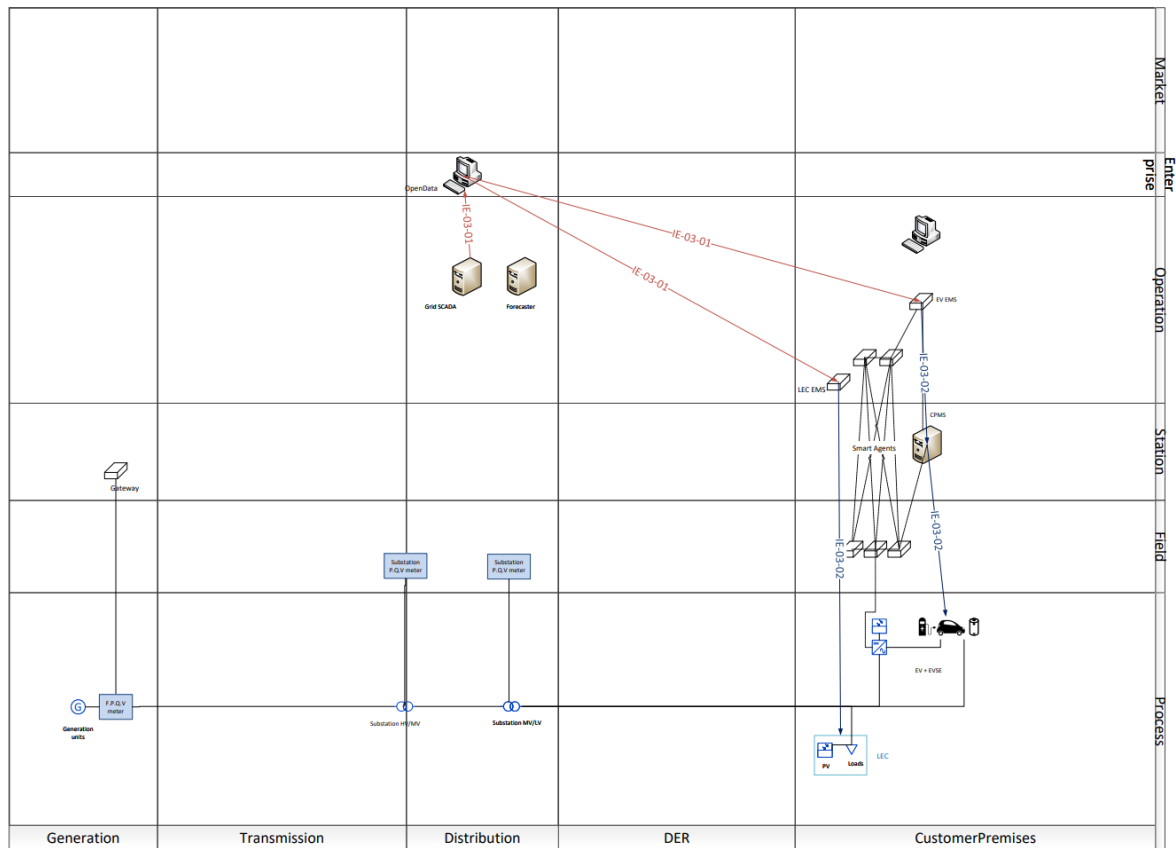 Market
Enter
prise
OpenData
IE-03-01
IE-03-01
IE-03-01
Operation
Grid SCADA
Forecaster
EV EMS
LEC EMS
IE-03-02
CPMS
Station
Smart Agents
Gateway
Field
Substation
P.Q.V meter
Substation
P.Q.V meter
IE-03-02
IE-03-02
Process
EV + EVSE
G
F.P.Q.V
meter
Generation
units
Substation HV/MV
Substation MV/LV
PV
Loads
LEC
Generation
Transmission
Distribution
DER
CustomerPremises